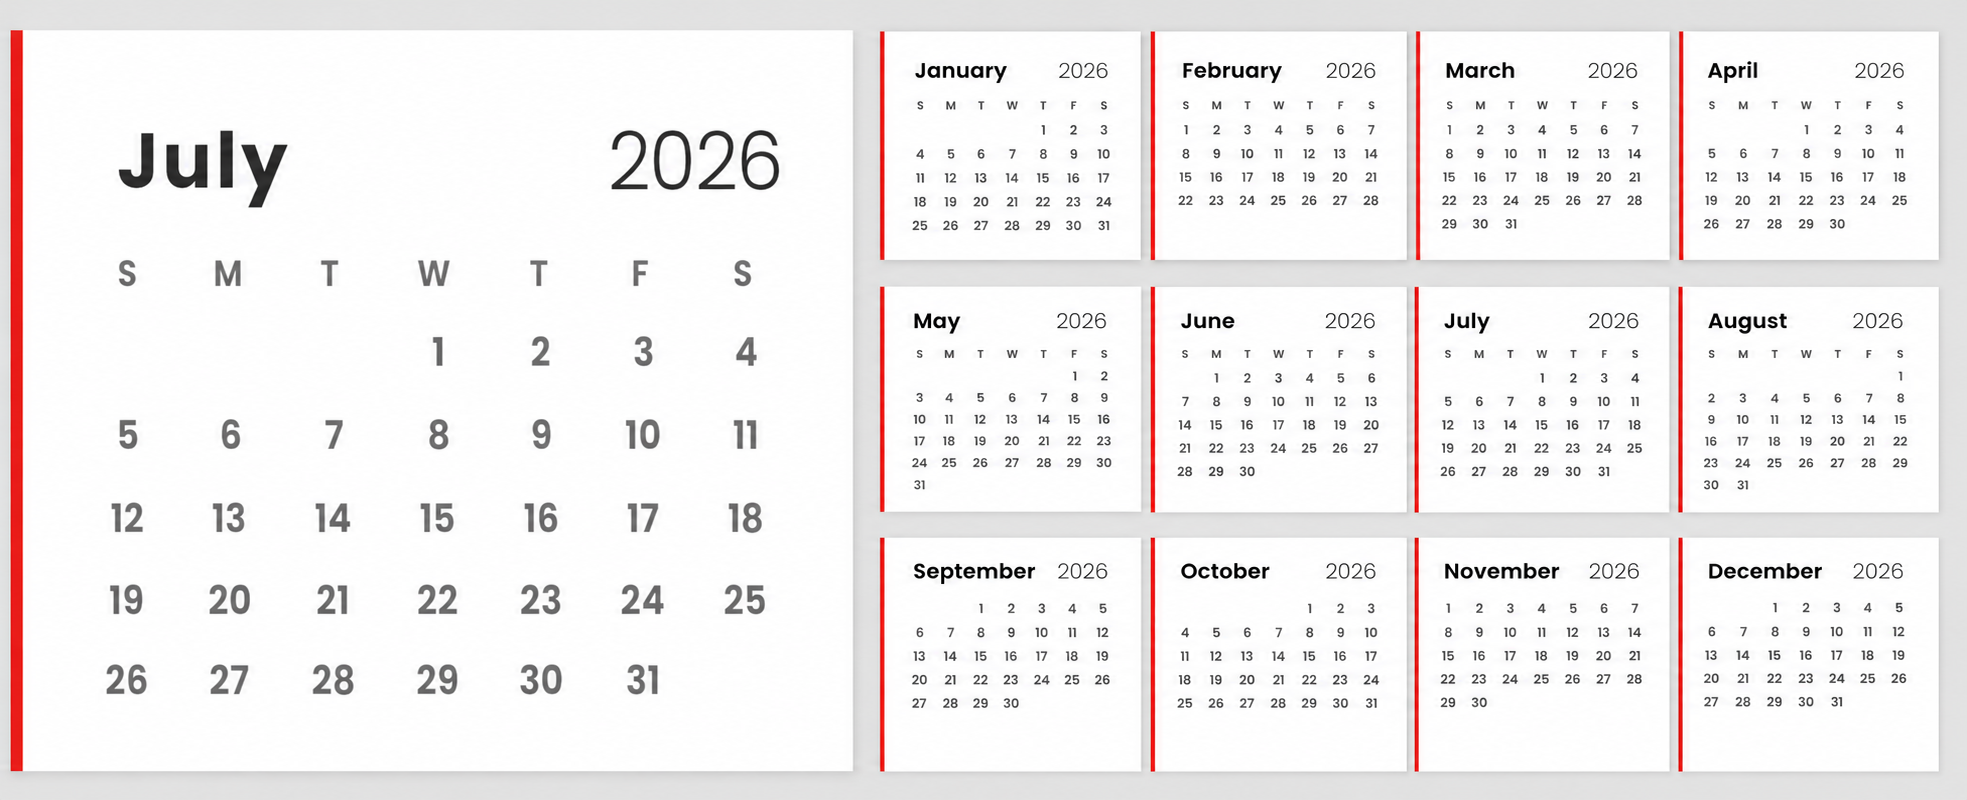 July 2026
S M T W T F S
1 2 3 4
5 6 7 8 9 10 11
12 13 14 15 16 17 18
19 20 21 22 23 24 25
26 27 28 29 30 31
January 2026
S M T W T F S
1 2 3
4 5 6 7 8 9 10
11 12 13 14 15 16 17
18 19 20 21 22 23 24
25 26 27 28 29 30 31
February 2026
S M T W T F S
1 2 3 4 5 6 7
8 9 10 11 12 13 14
15 16 17 18 19 20 21
22 23 24 25 26 27 28
March 2026
S M T W T F S
1 2 3 4 5 6 7
8 9 10 11 12 13 14
15 16 17 18 19 20 21
22 23 24 25 26 27 28
29 30 31
April 2026
S M T W T F S
1 2 3 4
5 6 7 8 9 10 11
12 13 14 15 16 17 18
19 20 21 22 23 24 25
26 27 28 29 30
May 2026
S M T W T F S
1 2
3 4 5 6 7 8 9
10 11 12 13 14 15 16
17 18 19 20 21 22 23
24 25 26 27 28 29 30
31
June 2026
S M T W T F S
1 2 3 4 5 6
7 8 9 10 11 12 13
14 15 16 17 18 19 20
21 22 23 24 25 26 27
28 29 30
July 2026
S M T W T F S
1 2 3 4
5 6 7 8 9 10 11
12 13 14 15 16 17 18
19 20 21 22 23 24 25
26 27 28 29 30 31
August 2026
S M T W T F S
1
2 3 4 5 6 7 8
9 10 11 12 13 14 15
16 17 18 19 20 21 22
23 24 25 26 27 28 29
30 31
September 2026
1 2 3 4 5
6 7 8 9 10 11 12
13 14 15 16 17 18 19
20 21 22 23 24 25 26
27 28 29 30
October 2026
1 2 3
4 5 6 7 8 9 10
11 12 13 14 15 16 17
18 19 20 21 22 23 24
25 26 27 28 29 30 31
November 2026
1 2 3 4 5 6 7
8 9 10 11 12 13 14
15 16 17 18 19 20 21
22 23 24 25 26 27 28
29 30
December 2026
1 2 3 4 5
6 7 8 9 10 11 12
13 14 15 16 17 18 19
20 21 22 23 24 25 26
27 28 29 30 31